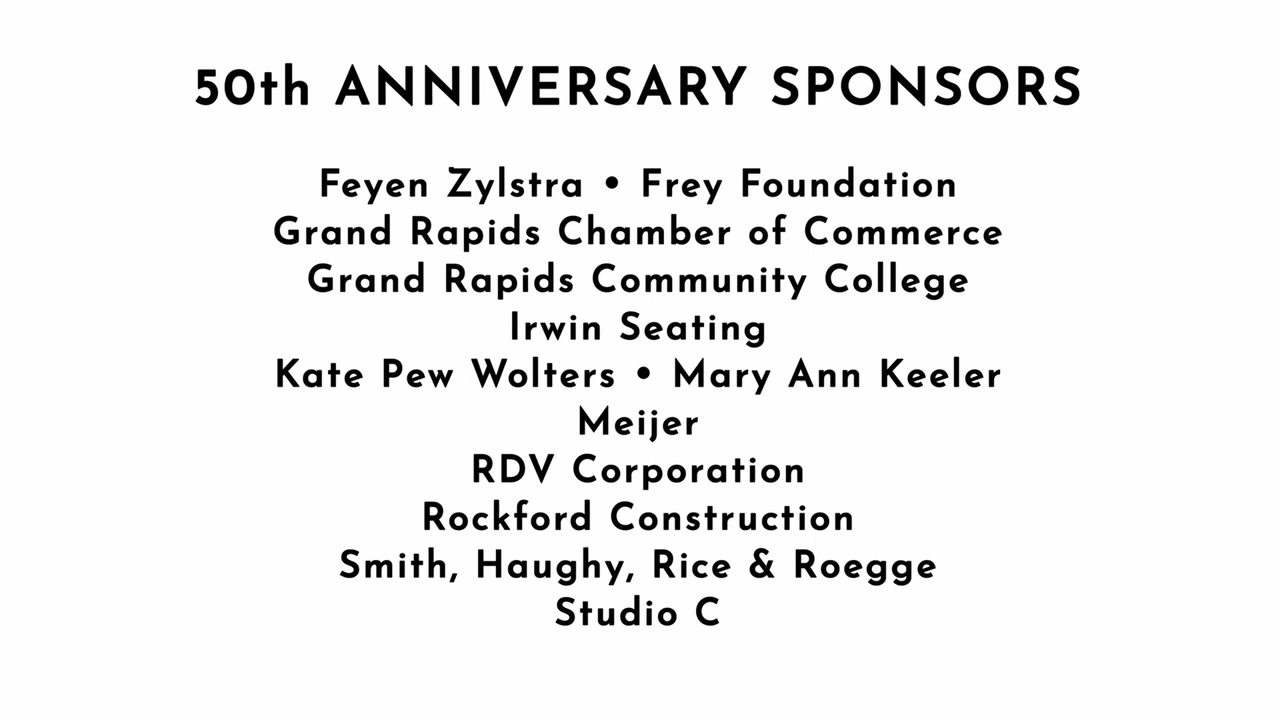 50th ANNIVERSARY SPONSORS
Feyen Zylstra • Frey Foundation
Grand Rapids Chamber of Commerce
Grand Rapids Community College
Irwin Seating
Kate Pew Wolters • Mary Ann Keeler
Meijer
RDV Corporation
Rockford Construction
Smith, Haughy, Rice & Roegge
Studio C